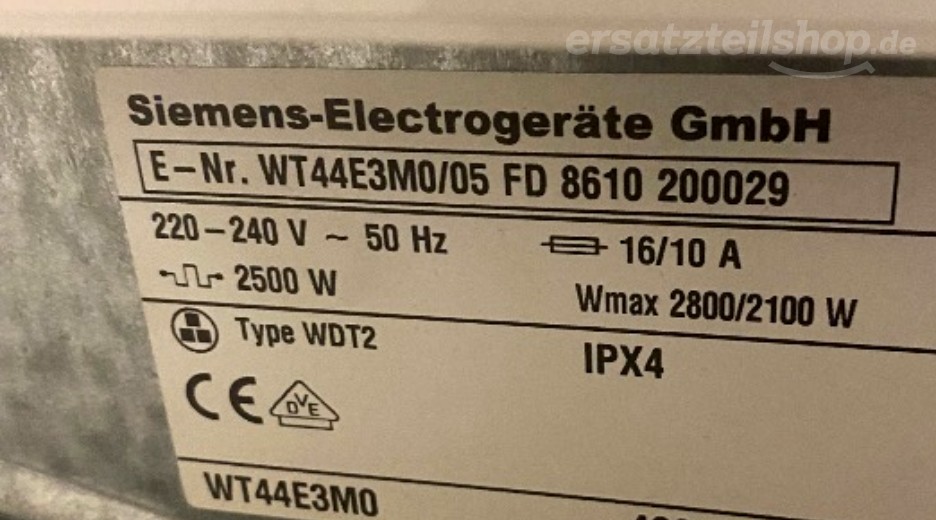 ersatzteilshop.de
Siemens-Electrogeräte GmbH
E-Nr. WT44E3M0/05 FD 8610 200029
220-240 V ~ 50 Hz 16/10 A
2500 W Wmax 2800/2100 W
Type WDT2 IPX4
CE DVE
WT44E3M0